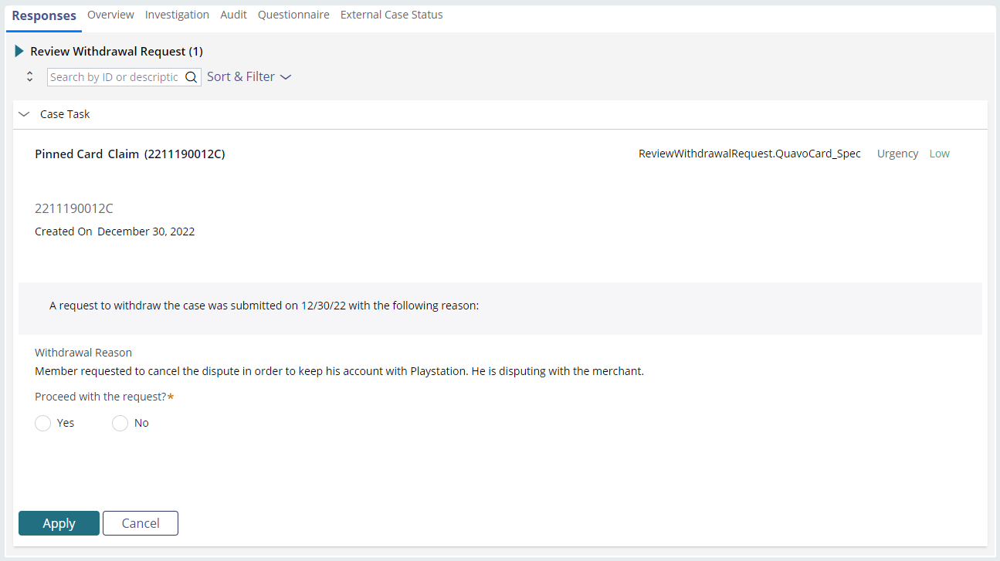 Responses Overview Investigation Audit Questionnaire External Case Status
Review Withdrawal Request (1)
Search by ID or descriptic Sort & Filter
Case Task
Pinned Card Claim (2211190012C) ReviewWithdrawalRequest.QuavoCard_Spec Urgency Low
2211190012C
Created On December 30, 2022
A request to withdraw the case was submitted on 12/30/22 with the following reason:
Withdrawal Reason
Member requested to cancel the dispute in order to keep his account with Playstation. He is disputing with the merchant.
Proceed with the request?*
Yes No
Apply Cancel